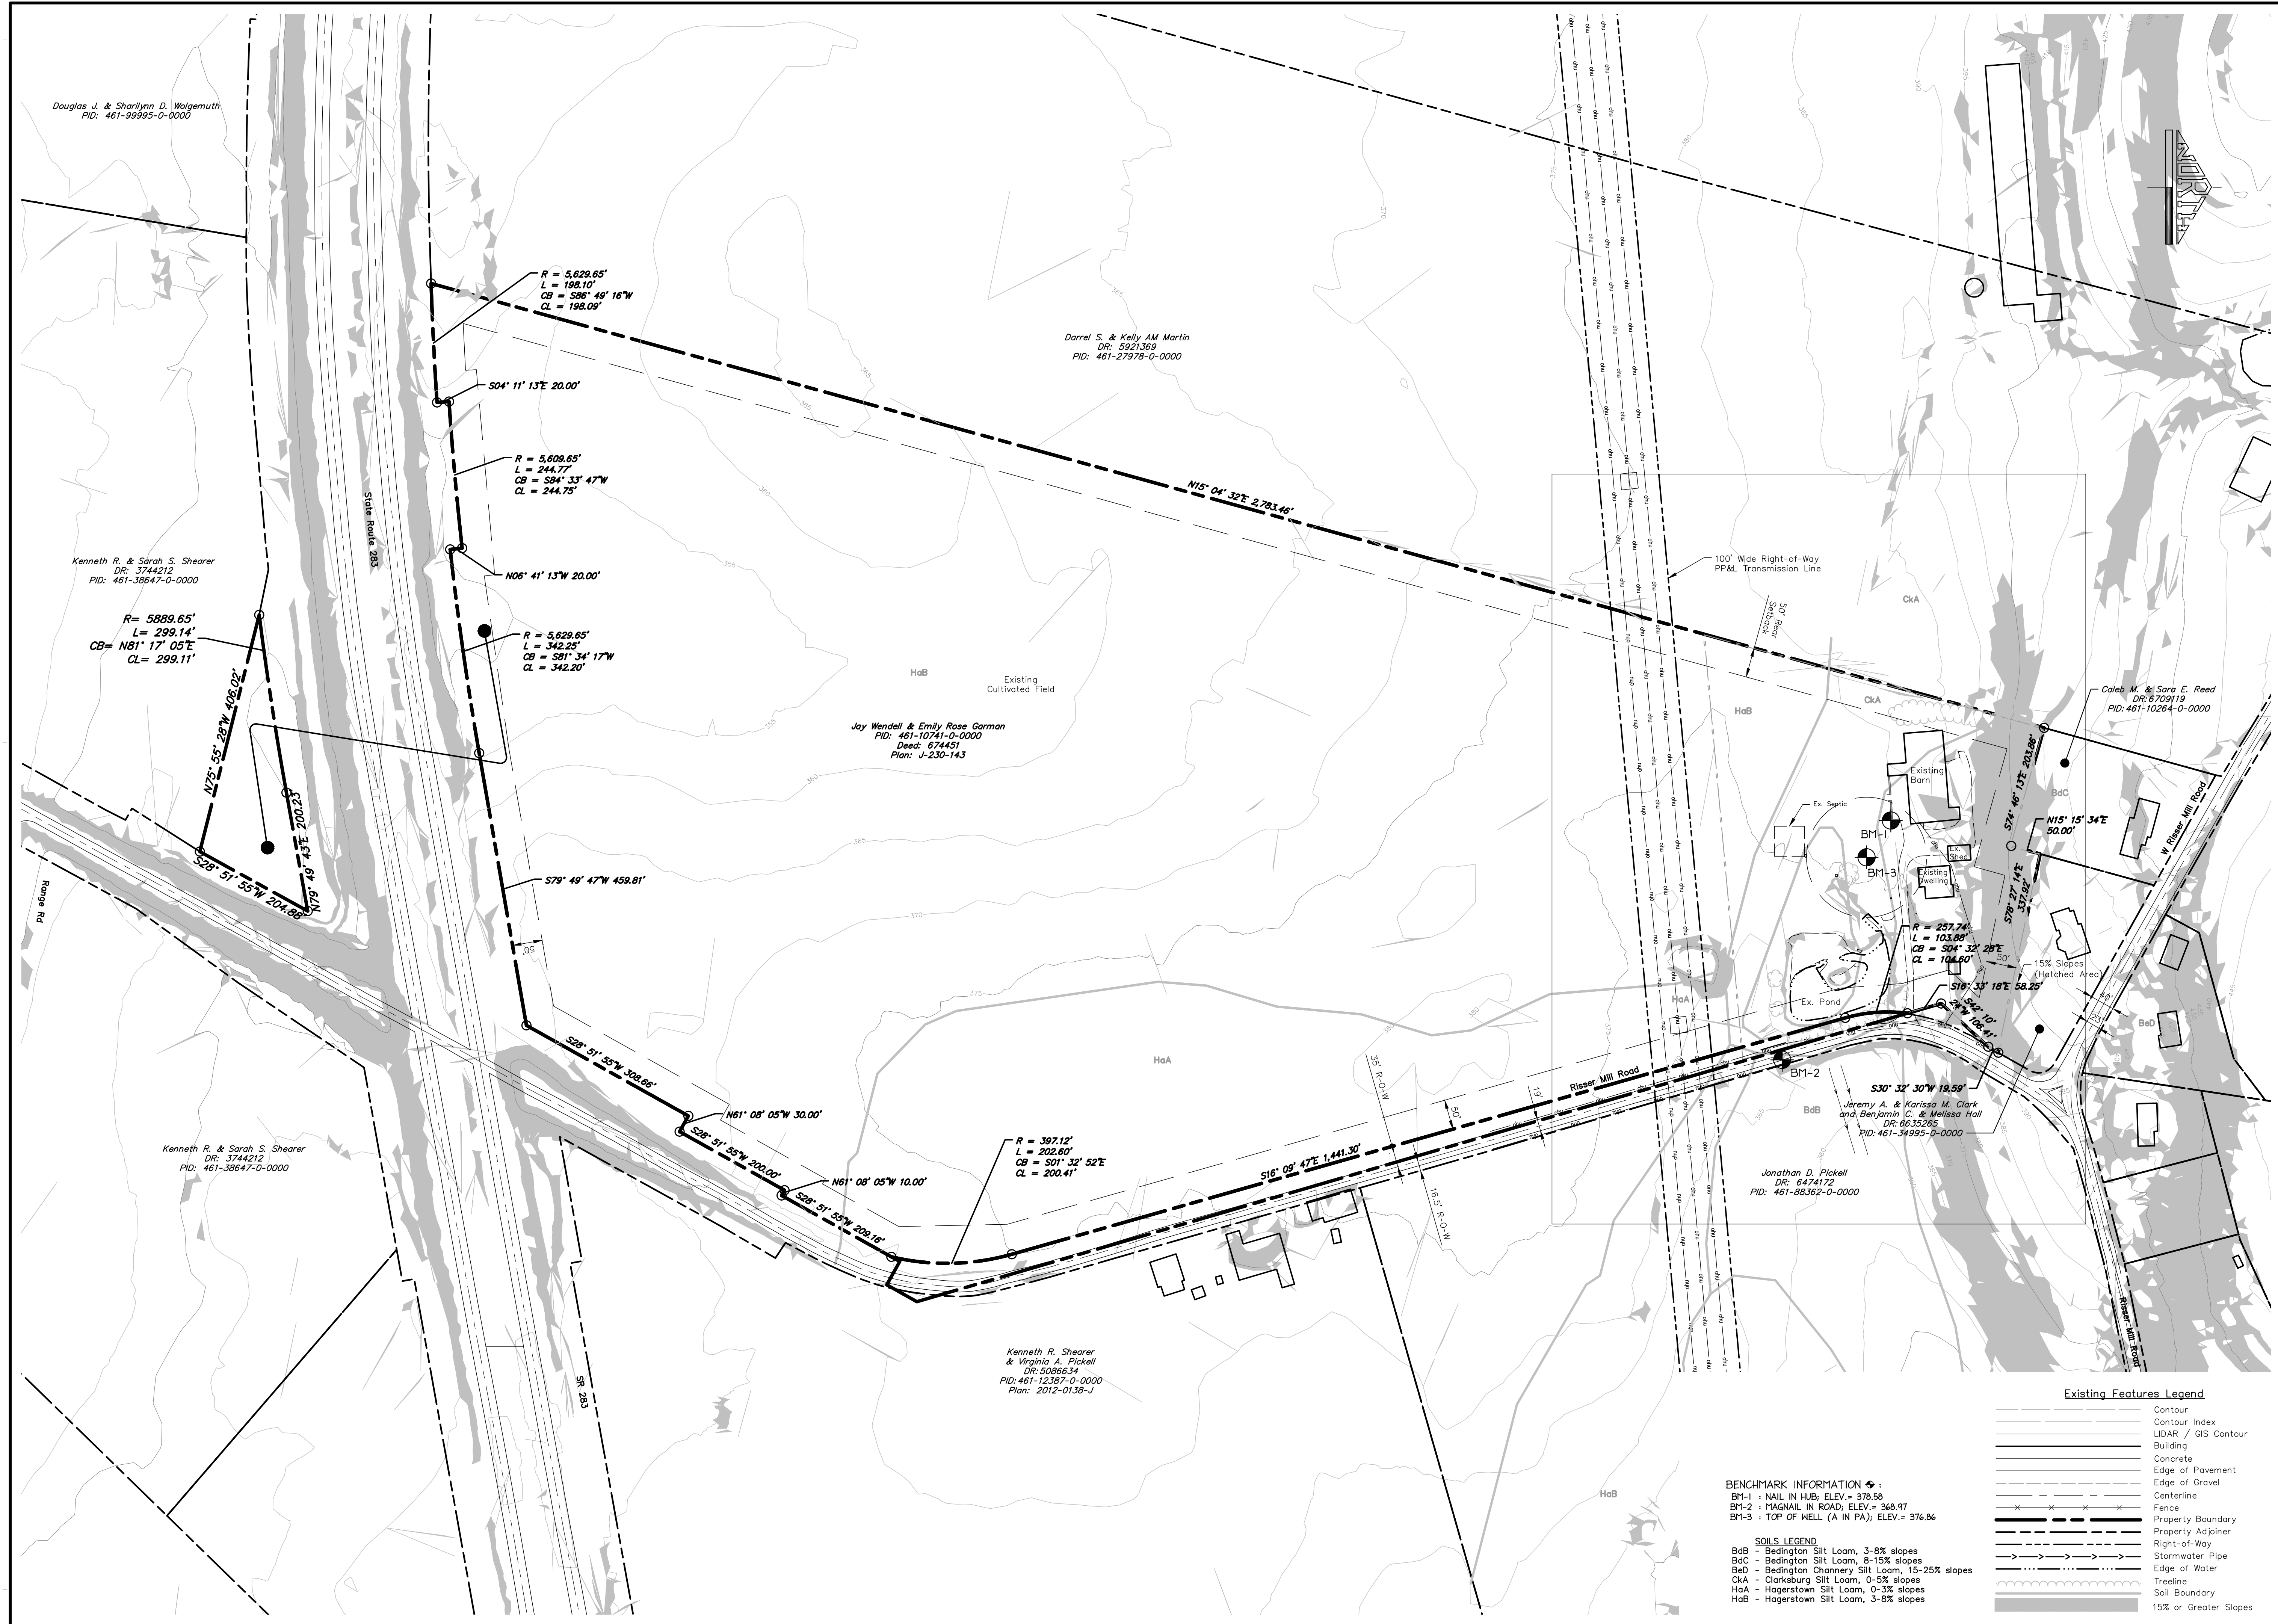 Douglas J. & Sharilynn D. Wolgemuth
PID: 461-99995-0-0000
NORTH
R = 5,629.65'
L = 198.10'
CB = S86° 49' 16"W
CL = 198.09'
Darrel S. & Kelly AM Martin
DR: 5921369
PID: 461-27978-0-0000
S04° 11' 13"E 20.00'
R = 5,609.65'
L = 244.77'
CB = S84° 33' 47"W
CL = 244.75'
State Route 283
N15° 04' 32"E 2,783.46'
N06° 41' 13"W 20.00'
100' Wide Right-of-Way
PP&L Transmission Line
Kenneth R. & Sarah S. Shearer
DR: 3744212
PID: 461-38647-0-0000
R= 5889.65'
L= 299.14'
CB= N81° 17' 05"E
CL= 299.11'
R = 5,629.65'
L = 342.25'
CB = S81° 34' 17"W
CL = 342.20'
50' Rear
Setback
CkA
HaB
Existing
Cultivated Field
N75° 55' 28"W 406.02'
Jay Wendell & Emily Rose Garman
PID: 461-10741-0-0000
Deed: 674451
Plan: J-230-143
HaB
CkA
Caleb M. & Sara E. Reed
DR: 6709119
PID: 461-10264-0-0000
Existing
Barn
S74° 46' 13"E 203.86'
BdC
W Risser Mill Road
Ex. Septic
BM-1
N15° 15' 34"E
50.00'
BM-3
Ex.
Shed
Existing
Dwelling
N79° 49' 43"E 200.23'
S28° 51' 55"W 204.88'
Range Rd
S79° 49' 47"W 459.81'
50'
S78° 27' 14"E
337.92'
R = 257.74'
L = 103.88'
CB = S04° 32' 28"E
CL = 104.60'
50'
15% Slopes
(Hatched Area)
S16° 33' 18"E 58.25'
Ex. Pond
HaA
S42° 10'
24"W 106.41'
40'
23'
BeD
S28° 51' 55"W 308.66'
HaA
35' R-O-W
19'
Risser Mill Road
BM-2
50'
S30° 32' 30"W 19.59'
Jeremy A. & Karissa M. Clark
and Benjamin C. & Melissa Hall
DR: 6635265
PID: 461-34995-0-0000
BdB
N61° 08' 05"W 30.00'
S28° 51' 55"W 200.00'
R = 397.12'
L = 202.60'
CB = S01° 32' 52"E
CL = 200.41'
S16° 09' 47"E 1,441.30'
16.5' R-O-W
Jonathan D. Pickell
DR: 6474172
PID: 461-88362-0-0000
Kenneth R. & Sarah S. Shearer
DR: 3744212
PID: 461-38647-0-0000
N61° 08' 05"W 10.00'
S28° 51' 55"W 209.16'
Risser Mill Road
Kenneth R. Shearer
& Virginia A. Pickell
DR: 5086634
PID: 461-12387-0-0000
Plan: 2012-0138-J
SR 283
HaB
BENCHMARK INFORMATION :
BM-1 : NAIL IN HUB; ELEV.= 378.58
BM-2 : MAGNAIL IN ROAD; ELEV.= 368.97
BM-3 : TOP OF WELL (A IN PA); ELEV.= 376.86
SOILS LEGEND
BdB - Bedington Silt Loam, 3-8% slopes
BdC - Bedington Silt Loam, 8-15% slopes
BeD - Bedington Channery Silt Loam, 15-25% slopes
CkA - Clarksburg Silt Loam, 0-5% slopes
HaA - Hagerstown Silt Loam, 0-3% slopes
HaB - Hagerstown Silt Loam, 3-8% slopes
Existing Features Legend
Contour
Contour Index
LIDAR / GIS Contour
Building
Concrete
Edge of Pavement
Edge of Gravel
Centerline
Fence
Property Boundary
Property Adjoiner
Right-of-Way
Stormwater Pipe
Edge of Water
Treeline
Soil Boundary
15% or Greater Slopes